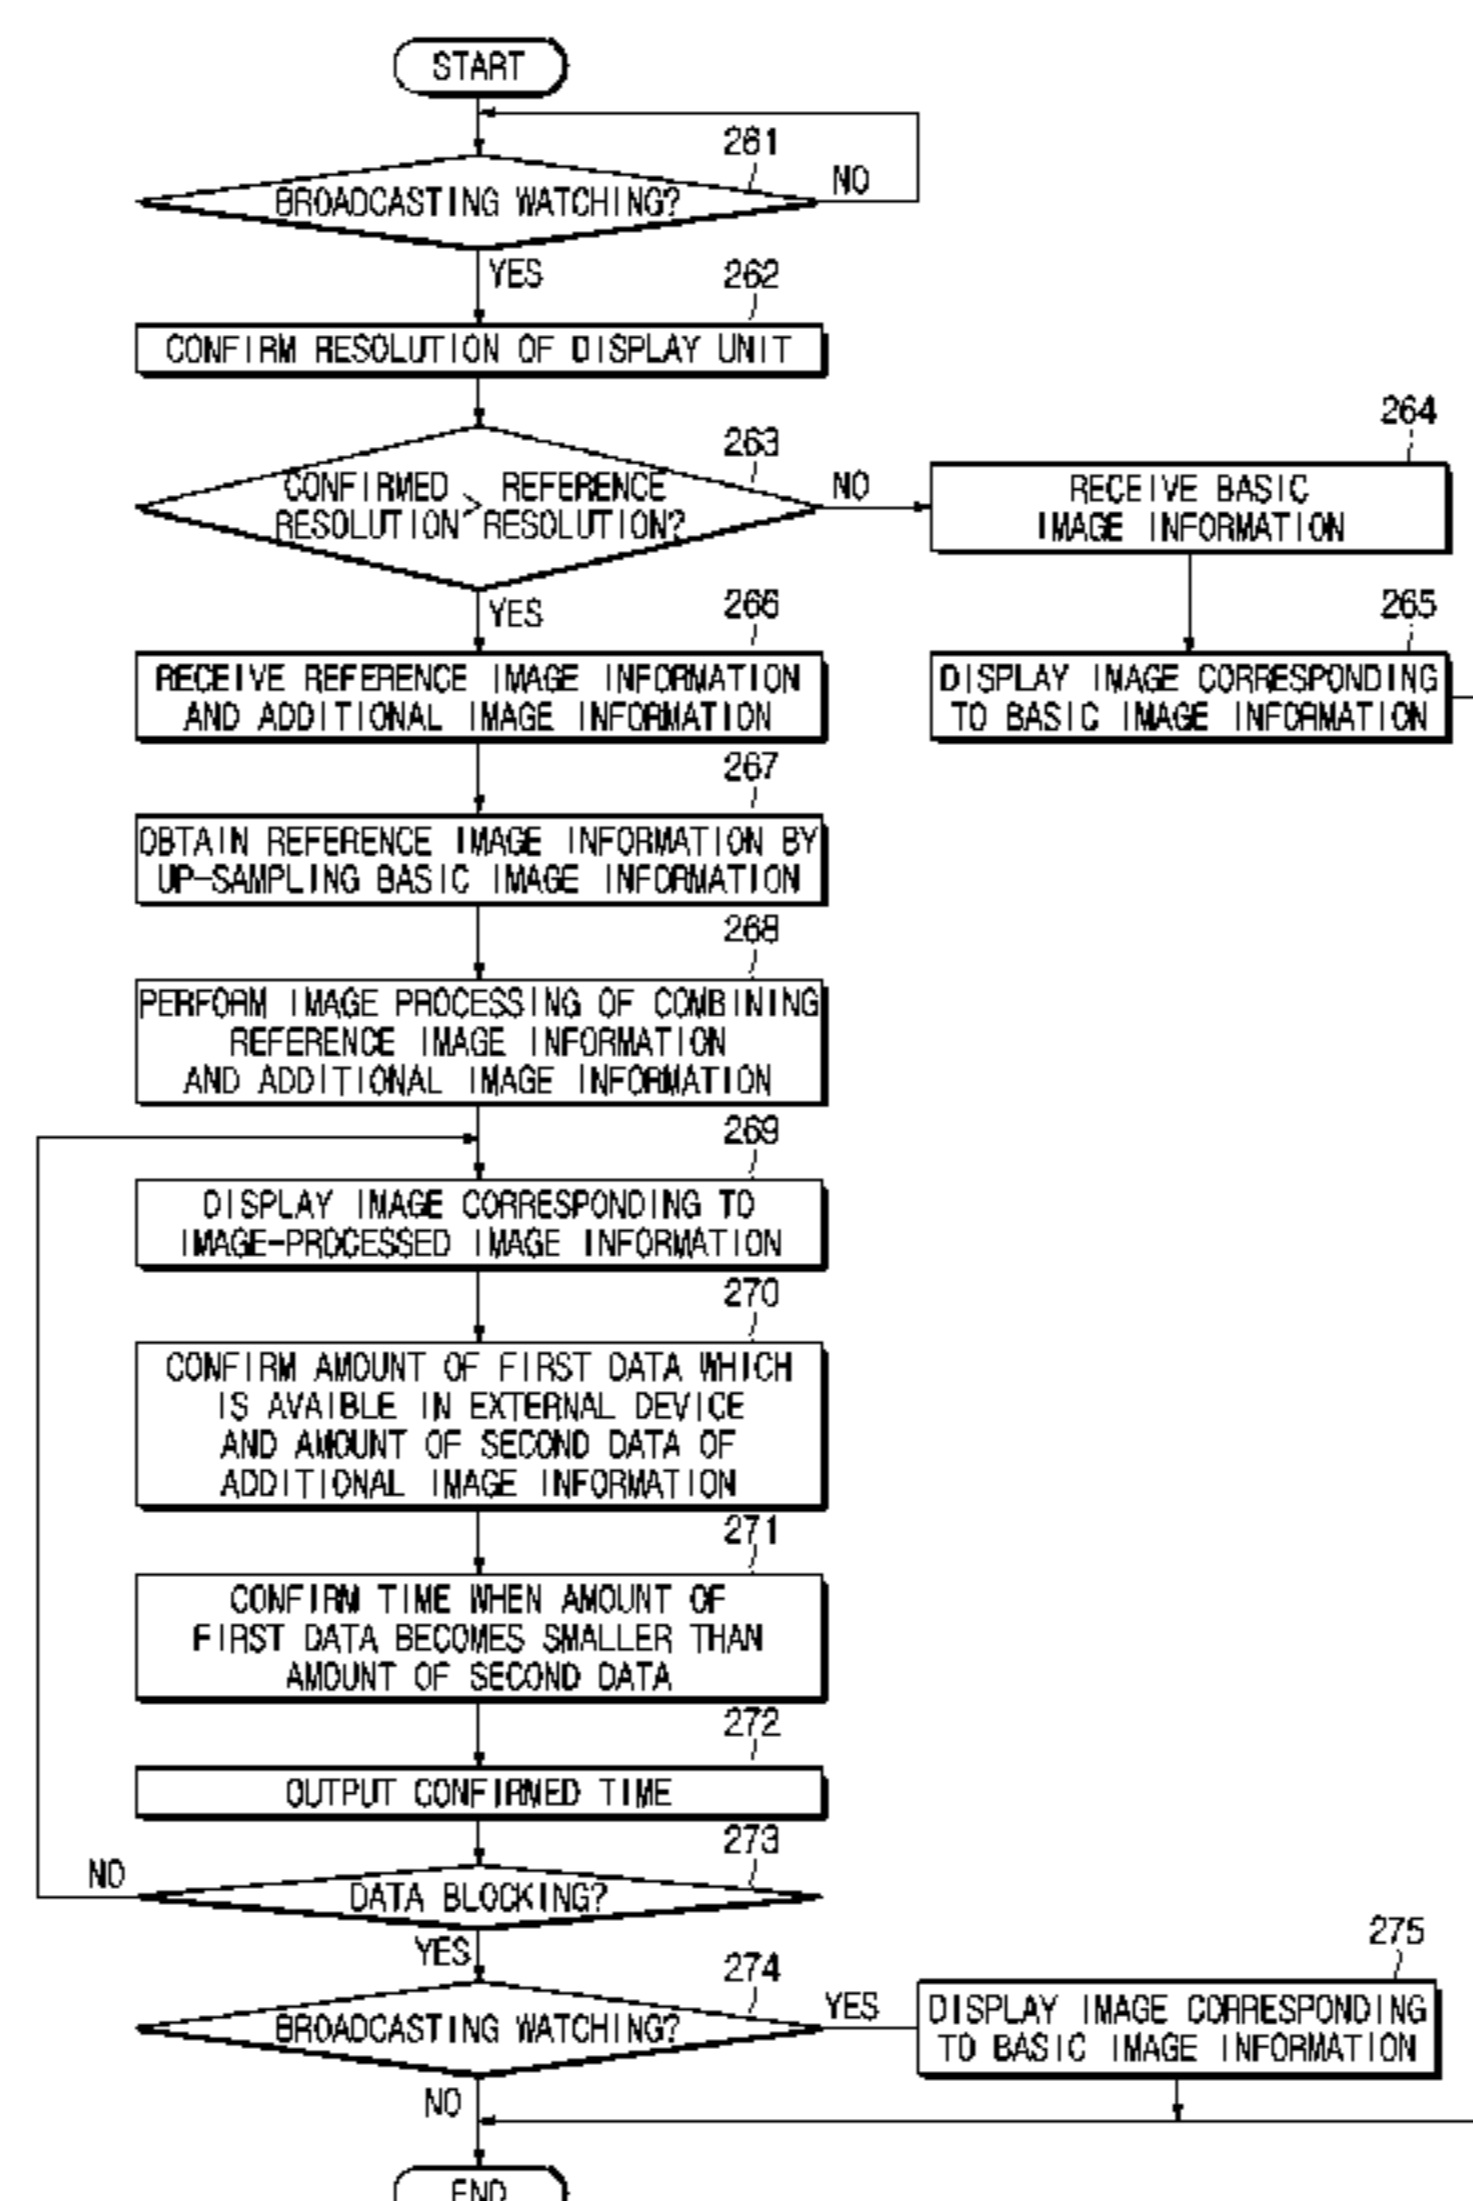 START
261
BROADCASTING WATCHING?
NO
YES
262
CONFIRM RESOLUTION OF DISPLAY UNIT
263
CONFIRMED > REFERENCE
RESOLUTION RESOLUTION?
NO
YES
264
RECEIVE BASIC
IMAGE INFORMATION
265
DISPLAY IMAGE CORRESPONDING
TO BASIC IMAGE INFORMATION
266
RECEIVE REFERENCE IMAGE INFORMATION
AND ADDITIONAL IMAGE INFORMATION
267
OBTAIN REFERENCE IMAGE INFORMATION BY
UP-SAMPLING BASIC IMAGE INFORMATION
268
PERFORM IMAGE PROCESSING OF COMBINING
REFERENCE IMAGE INFORMATION
AND ADDITIONAL IMAGE INFORMATION
269
DISPLAY IMAGE CORRESPONDING TO
IMAGE-PROCESSED IMAGE INFORMATION
270
CONFIRM AMOUNT OF FIRST DATA WHICH
IS AVAIBLE IN EXTERNAL DEVICE
AND AMOUNT OF SECOND DATA OF
ADDITIONAL IMAGE INFORMATION
271
CONFIRM TIME WHEN AMOUNT OF
FIRST DATA BECOMES SMALLER THAN
AMOUNT OF SECOND DATA
272
OUTPUT CONFIRMED TIME
273
NO
DATA BLOCKING?
YES
274
BROADCASTING WATCHING?
YES
275
DISPLAY IMAGE CORRESPONDING
TO BASIC IMAGE INFORMATION
NO
END